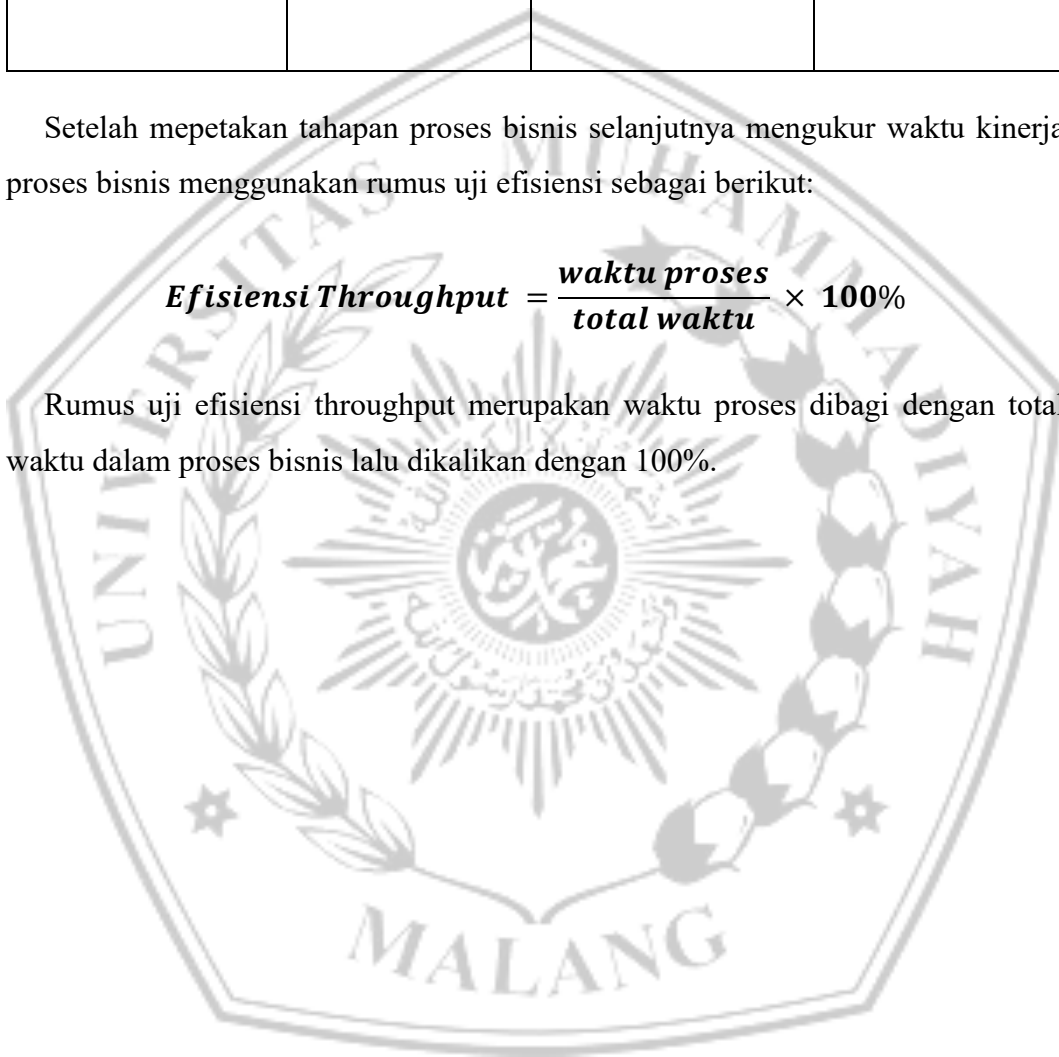 Setelah mepetakan tahapan proses bisnis selanjutnya mengukur waktu kinerja
proses bisnis menggunakan rumus uji efisiensi sebagai berikut:
Efisiensi Throughput = waktu proses / total waktu × 100%
Rumus uji efisiensi throughput merupakan waktu proses dibagi dengan total
waktu dalam proses bisnis lalu dikalikan dengan 100%.
UNIVERSITAS MUHAMMADIYAH
MALANG